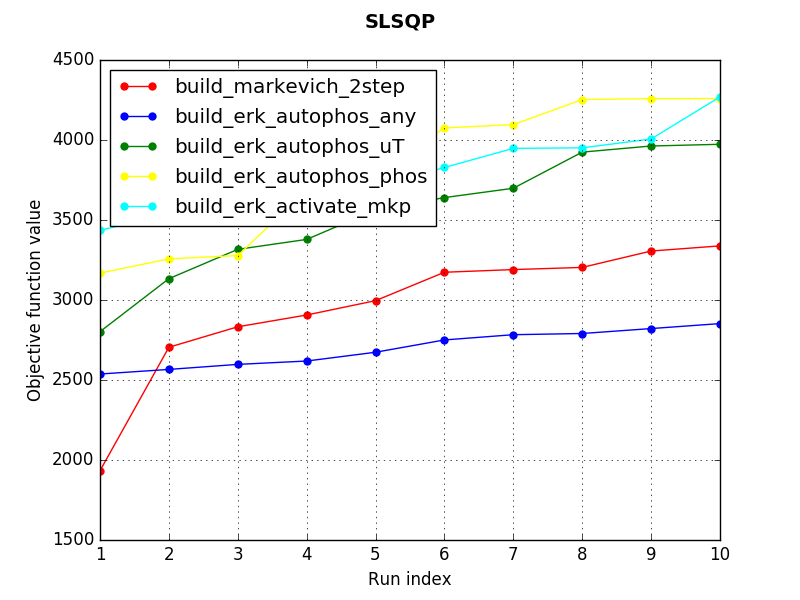 SLSQP
4500
4000
3500
3000
2500
2000
1500
Objective function value
build_markevich_2step
build_erk_autophos_any
build_erk_autophos_uT
build_erk_autophos_phos
build_erk_activate_mkp
1 2 3 4 5 6 7 8 9 10
Run index